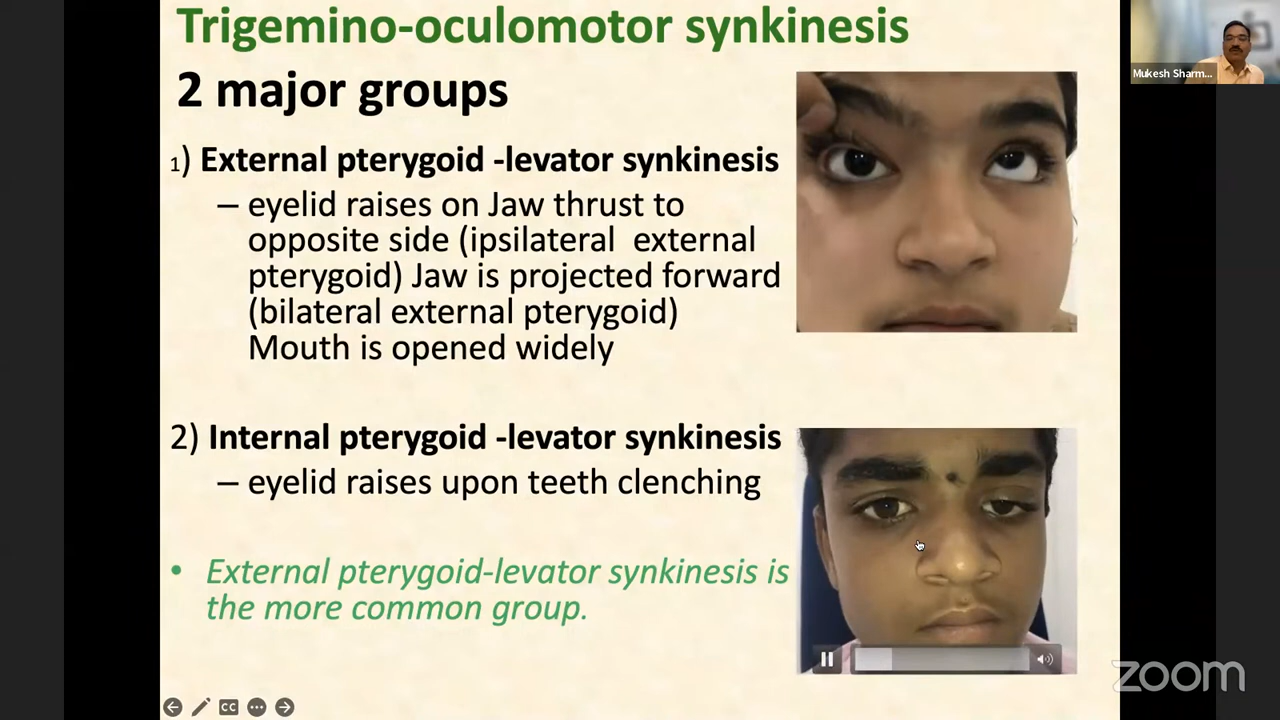 Trigemino-oculomotor synkinesis
2 major groups
1) External pterygoid -levator synkinesis
– eyelid raises on Jaw thrust to
opposite side (ipsilateral external
pterygoid) Jaw is projected forward
(bilateral external pterygoid)
Mouth is opened widely
2) Internal pterygoid -levator synkinesis
– eyelid raises upon teeth clenching
• External pterygoid-levator synkinesis is
the more common group.
Mukesh Sharm...
CC
zoom